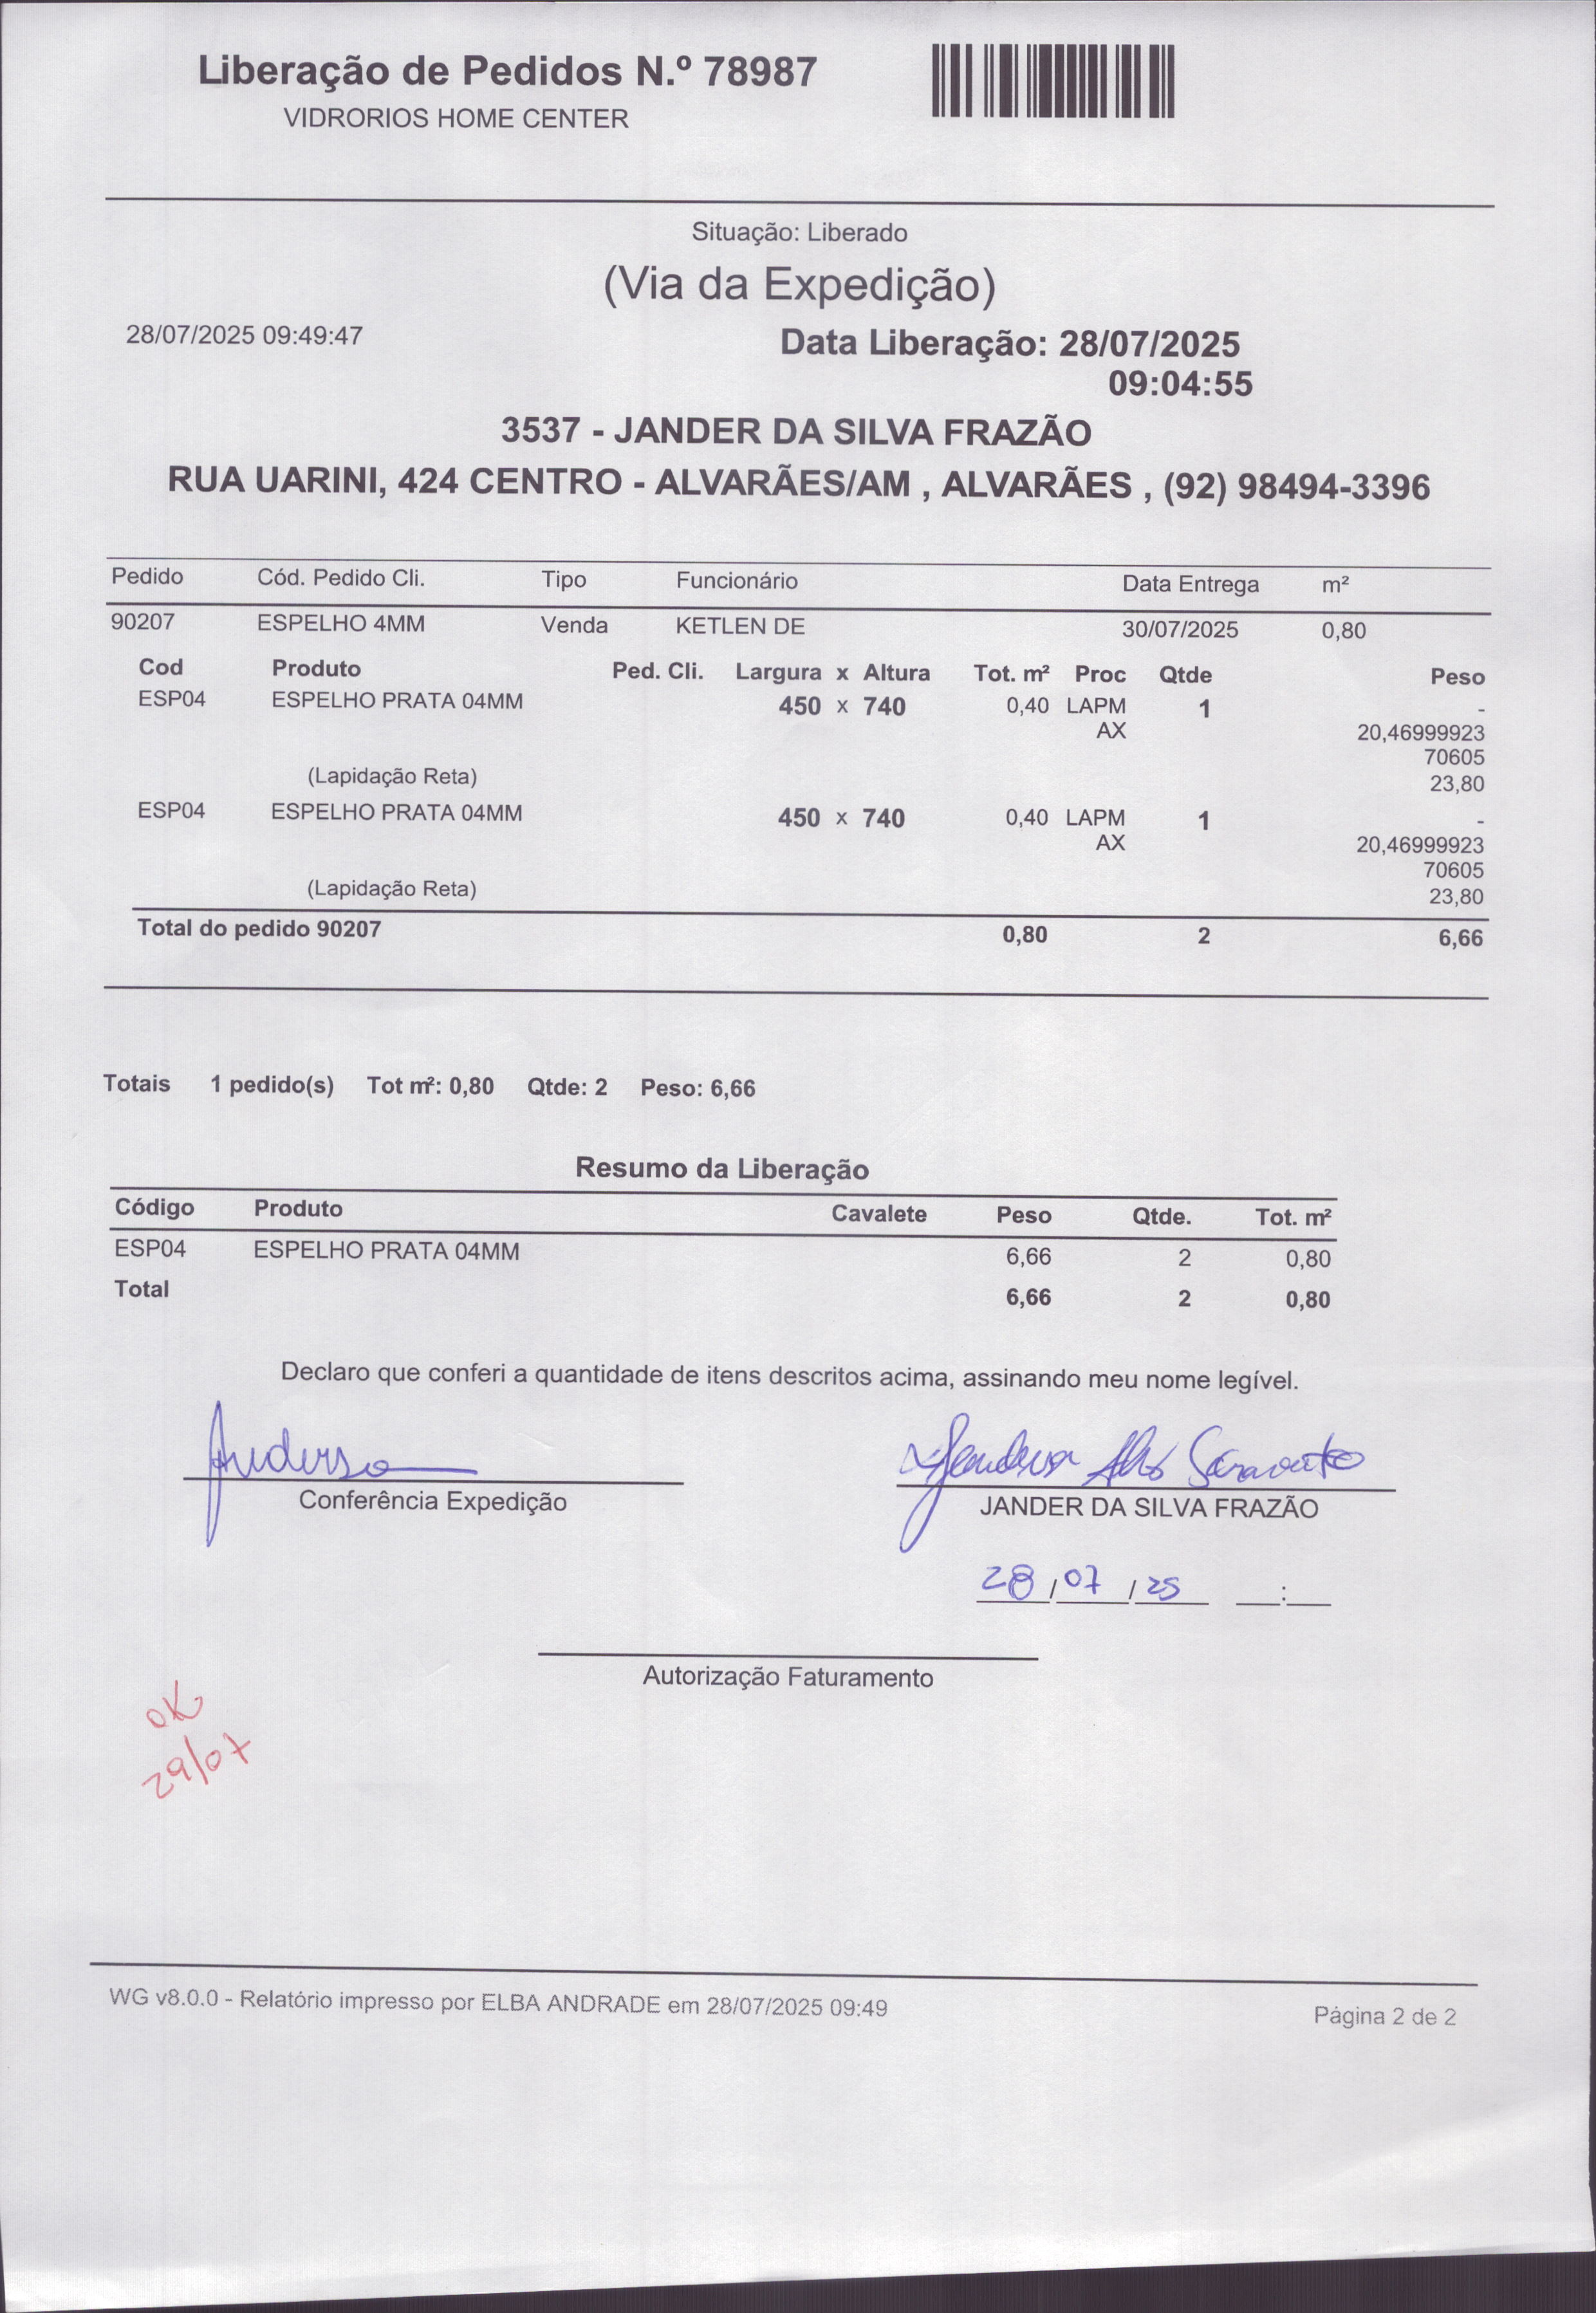 Liberação de Pedidos N.º 78987
VIDRORIOS HOME CENTER
Situação: Liberado
(Via da Expedição)
28/07/2025 09:49:47
Data Liberação: 28/07/2025
09:04:55
3537 - JANDER DA SILVA FRAZÃO
RUA UARINI, 424 CENTRO - ALVARÃES/AM , ALVARÃES , (92) 98494-3396
Pedido Cód. Pedido Cli. Tipo Funcionário Data Entrega m²
90207 ESPELHO 4MM Venda KETLEN DE 30/07/2025 0,80
Cod Produto Ped. Cli. Largura x Altura Tot. m² Proc Qtde Peso
ESP04 ESPELHO PRATA 04MM 450 x 740 0,40 LAPM 1 -
AX 20,46999923
70605
(Lapidação Reta) 23,80
ESP04 ESPELHO PRATA 04MM 450 x 740 0,40 LAPM 1 -
AX 20,46999923
70605
(Lapidação Reta) 23,80
Total do pedido 90207 0,80 2 6,66
Totais 1 pedido(s) Tot m²: 0,80 Qtde: 2 Peso: 6,66
Resumo da Liberação
Código Produto Cavalete Peso Qtde. Tot. m²
ESP04 ESPELHO PRATA 04MM 6,66 2 0,80
Total 6,66 2 0,80
Declaro que conferi a quantidade de itens descritos acima, assinando meu nome legível.
Conferência Expedição
JANDER DA SILVA FRAZÃO
28/07/25 __:__
Autorização Faturamento
OK
29/07
WG v8.0.0 - Relatório impresso por ELBA ANDRADE em 28/07/2025 09:49
Página 2 de 2